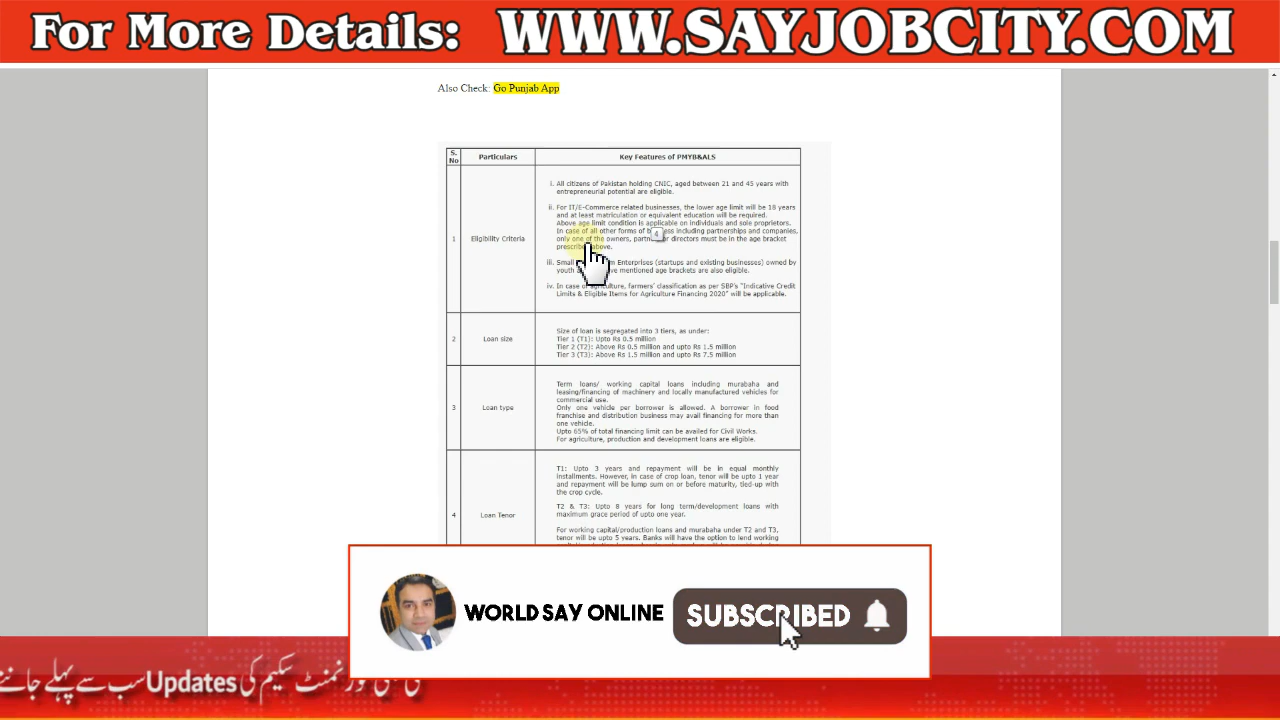 For More Details: WWW.SAYJOBCITY.COM
Also Check: Go Punjab App
S. No
Particulars
Key Features of PMYB&ALS
1
Eligibility Criteria
i. All citizens of Pakistan holding CNIC, aged between 21 and 45 years with
entrepreneurial potential are eligible.
ii. For IT/E-Commerce related businesses, the lower age limit will be 18 years
and at least matriculation or equivalent education will be required.
Above age limit condition is applicable on individuals and sole proprietors.
In case of all other forms of including partnerships and companies,
only one of the owners, directors must be in the age bracket
above.
iii. Small Enterprises (startups and existing businesses) owned by
youth mentioned age brackets are also eligible.
iv. In case of agriculture, farmers' classification as per SBP's "Indicative Credit
Limits & Eligible Items for Agriculture Financing 2020" will be applicable.
4
2
Loan size
Size of loan is segregated into 3 tiers, as under:
Tier 1 (T1): Upto Rs 0.5 million
Tier 2 (T2): Above Rs 0.5 million and upto Rs 1.5 million
Tier 3 (T3): Above Rs 1.5 million and upto Rs 7.5 million
3
Loan type
Term loans/ working capital loans including murabaha and
leasing/financing of machinery and locally manufactured vehicles for
commercial use.
Only one vehicle per borrower is allowed. A borrower in food
franchise and distribution business may avail financing for more than
one vehicle.
Upto 65% of total financing limit can be availed for Civil Works.
For agriculture, production and development loans are eligible.
4
Loan Tenor
T1: Upto 3 years and repayment will be in equal monthly
installments. However, in case of crop loan, tenor will be upto 1 year
and repayment will be lump sum on or before maturity, tied-up with
the crop cycle.
T2 & T3: Upto 8 years for long term/development loans with
maximum grace period of upto one year.
For working capital/production loans and murabaha under T2 and T3,
tenor will be upto 5 years. Banks will have the option to lend working
WORLD SAY ONLINE
SUBSCRIBED
گورنمنٹ سکیم کی Updates سب سے پہلے جاننے